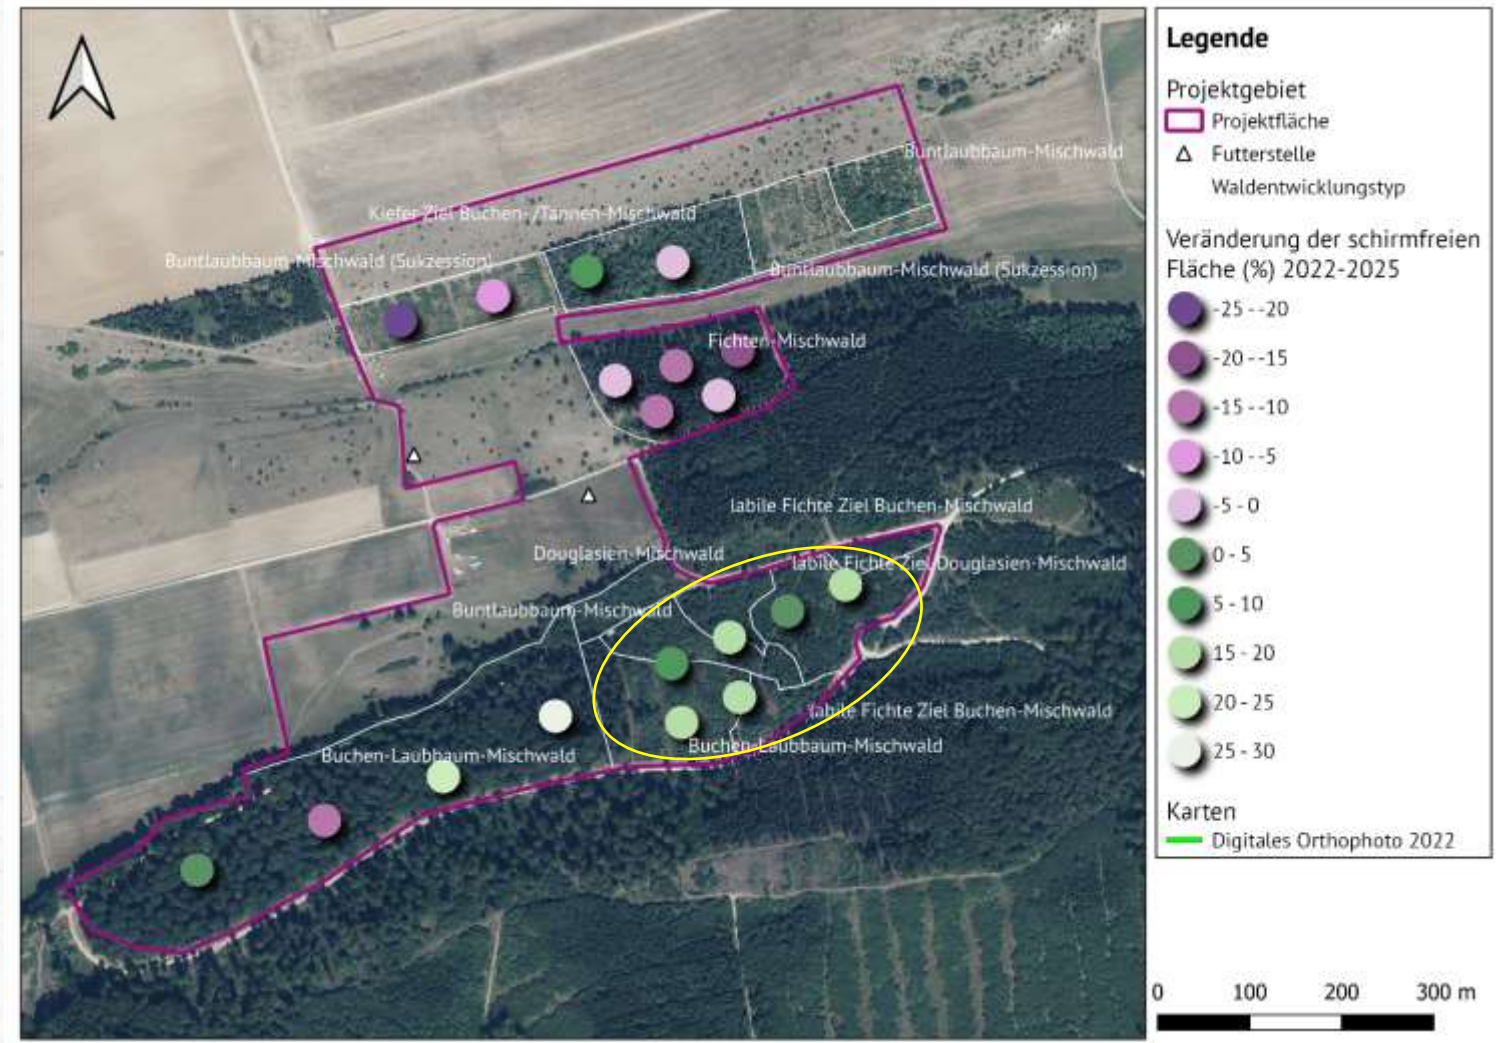 Buntlaubbaum-Mischwald
Kiefer Ziel Buchen- /Tannen-Mischwald
Buntlaubbaum-Mischwald (Sukzession)
Buntlaubbaum-Mischwald (Sukzession)
Fichten-Mischwald
labile Fichte Ziel Buchen-Mischwald
Douglasien-Mischwald
labile Fichte Ziel Douglasien-Mischwald
Buntlaubbaum-Mischwald
labile Fichte Ziel Buchen-Mischwald
Buchen-Laubbaum-Mischwald
Buchen-Laubbaum-Mischwald
Legende
Projektgebiet
Projektfläche
Futterstelle
Waldentwicklungstyp
Veränderung der schirmfreien
Fläche (%) 2022-2025
-25 - -20
-20 - -15
-15 - -10
-10 - -5
-5 - 0
0 - 5
5 - 10
15 - 20
20 - 25
25 - 30
Karten
Digitales Orthophoto 2022
0 100 200 300 m